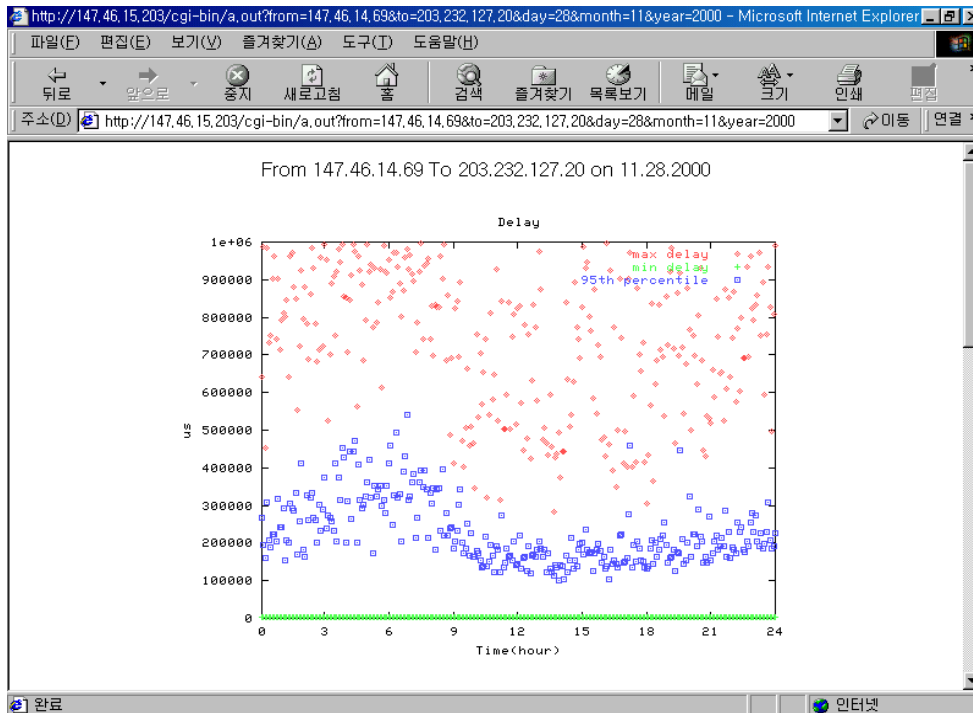 http://147,46,15,203/cgi-bin/a,out?from=147,46,14,69&to=203,232,127,20&day=28&month=11&year=2000 - Microsoft Internet Explorer
파일(F) 편집(E) 보기(V) 즐겨찾기(A) 도구(T) 도움말(H)
뒤로 앞으로 중지 새로고침 홈 검색 즐겨찾기 목록보기 메일 크기 인쇄 편집
주소(D) http://147,46,15,203/cgi-bin/a,out?from=147,46,14,69&to=203,232,127,20&day=28&month=11&year=2000 이동 연결
From 147.46.14.69 To 203.232.127.20 on 11.28.2000
Delay
1e+06
max delay
min delay
900000
95th percentile
800000
700000
600000
us
500000
400000
300000
200000
100000
0
0 3 6 9 12 15 18 21 24
Time(hour)
완료 인터넷